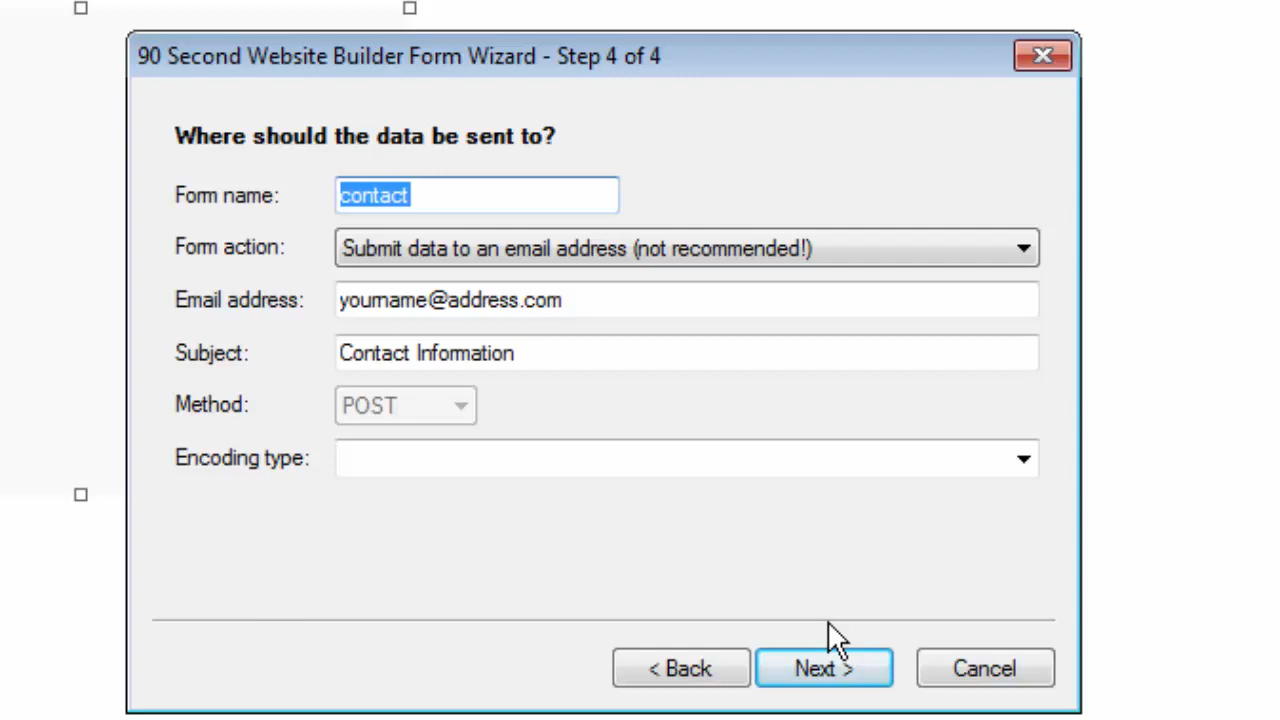 90 Second Website Builder Form Wizard - Step 4 of 4
Where should the data be sent to?
Form name: contact
Form action: Submit data to an email address (not recommended!)
Email address: yourname@address.com
Subject: Contact Information
Method: POST
Encoding type:
< Back Next > Cancel